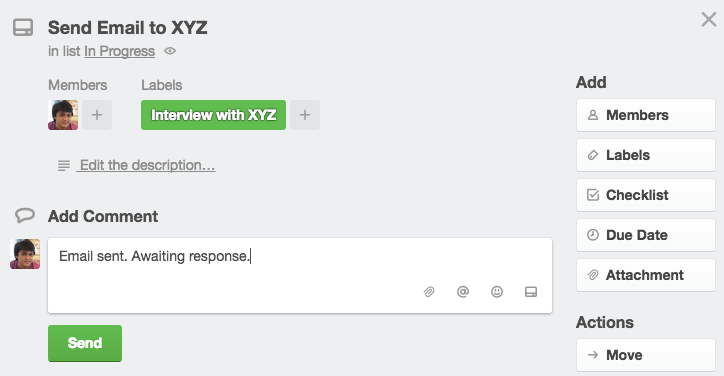 Send Email to XYZ
in list In Progress
Members
Labels
+
Interview with XYZ
+
Edit the description…
Add Comment
Email sent. Awaiting response.
@
Send
Add
Members
Labels
Checklist
Due Date
Attachment
Actions
Move